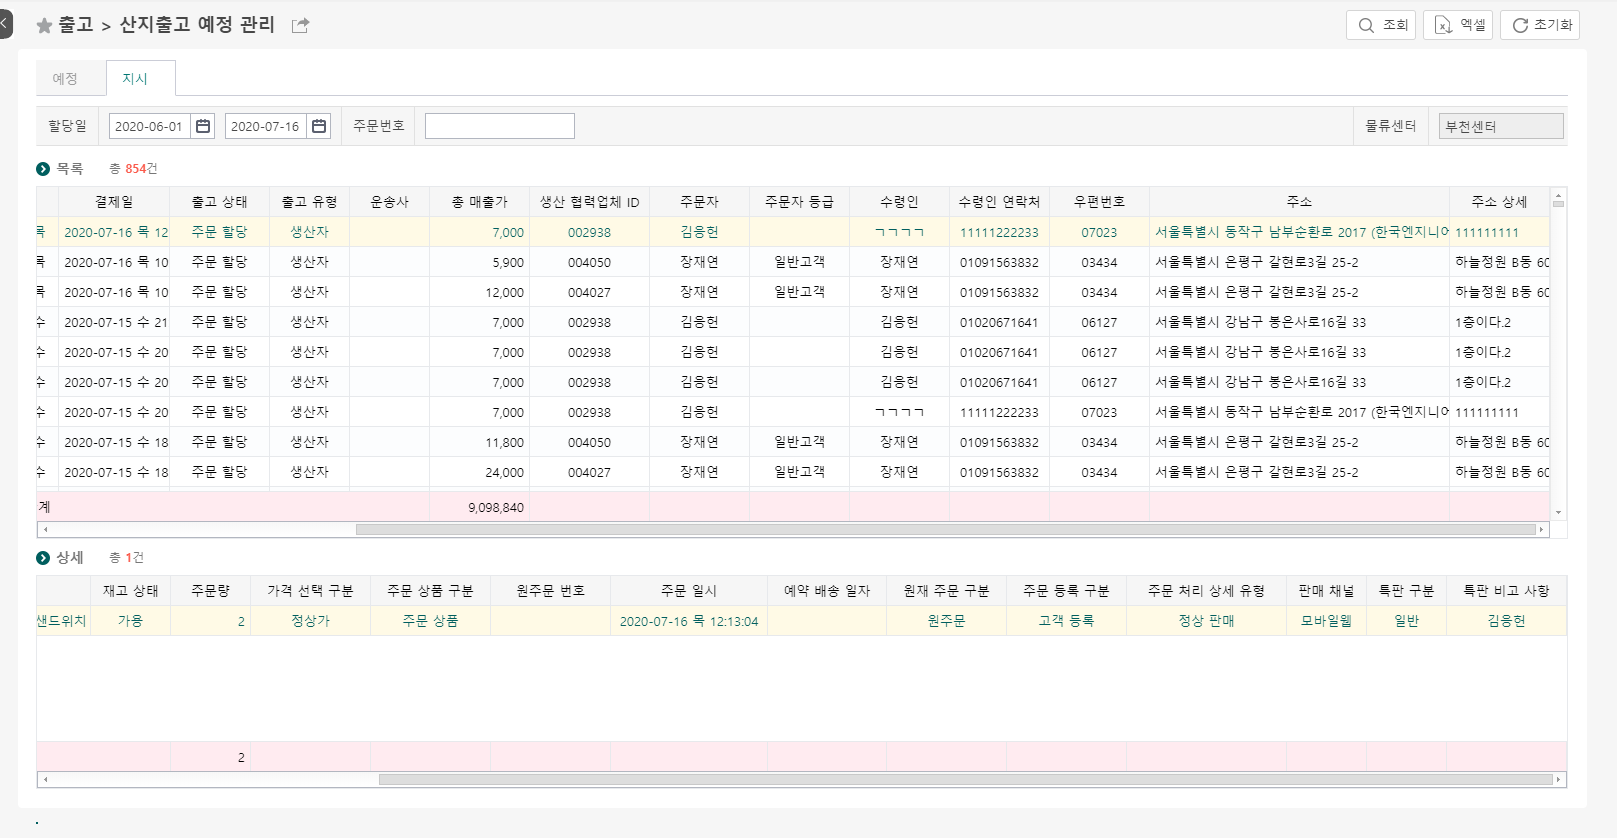 출고 > 산지출고 예정 관리
조회 엑셀 초기화
예정 지시
할당일 2020-06-01 2020-07-16 주문번호 물류센터 부천센터
목록 총 854건
결제일 출고 상태 출고 유형 운송사 총 매출가 생산 협력업체 ID 주문자 주문자 등급 수령인 수령인 연락처 우편번호 주소 주소 상세
목 2020-07-16 목 12 주문 할당 생산자 7,000 002938 김응헌 ㄱㄱㄱㄱ 11111222233 07023 서울특별시 동작구 남부순환로 2017 (한국엔지니어 111111111
목 2020-07-16 목 10 주문 할당 생산자 5,900 004050 장재연 일반고객 장재연 01091563832 03434 서울특별시 은평구 갈현로3길 25-2 하늘정원 B동 60
목 2020-07-16 목 10 주문 할당 생산자 12,000 004027 장재연 일반고객 장재연 01091563832 03434 서울특별시 은평구 갈현로3길 25-2 하늘정원 B동 60
수 2020-07-15 수 21 주문 할당 생산자 7,000 002938 김응헌 김응헌 01020671641 06127 서울특별시 강남구 봉은사로16길 33 1층이다.2
수 2020-07-15 수 20 주문 할당 생산자 7,000 002938 김응헌 김응헌 01020671641 06127 서울특별시 강남구 봉은사로16길 33 1층이다.2
수 2020-07-15 수 20 주문 할당 생산자 7,000 002938 김응헌 김응헌 01020671641 06127 서울특별시 강남구 봉은사로16길 33 1층이다.2
수 2020-07-15 수 20 주문 할당 생산자 7,000 002938 김응헌 ㄱㄱㄱㄱ 11111222233 07023 서울특별시 동작구 남부순환로 2017 (한국엔지니어 111111111
수 2020-07-15 수 18 주문 할당 생산자 11,800 004050 장재연 일반고객 장재연 01091563832 03434 서울특별시 은평구 갈현로3길 25-2 하늘정원 B동 60
수 2020-07-15 수 18 주문 할당 생산자 24,000 004027 장재연 일반고객 장재연 01091563832 03434 서울특별시 은평구 갈현로3길 25-2 하늘정원 B동 60
계 9,098,840
상세 총 1건
재고 상태 주문량 가격 선택 구분 주문 상품 구분 원주문 번호 주문 일시 예약 배송 일자 원재 주문 구분 주문 등록 구분 주문 처리 상세 유형 판매 채널 특판 구분 특판 비고 사항
샌드위치 가용 2 정상가 주문 상품 2020-07-16 목 12:13:04 원주문 고객 등록 정상 판매 모바일웹 일반 김응헌
2